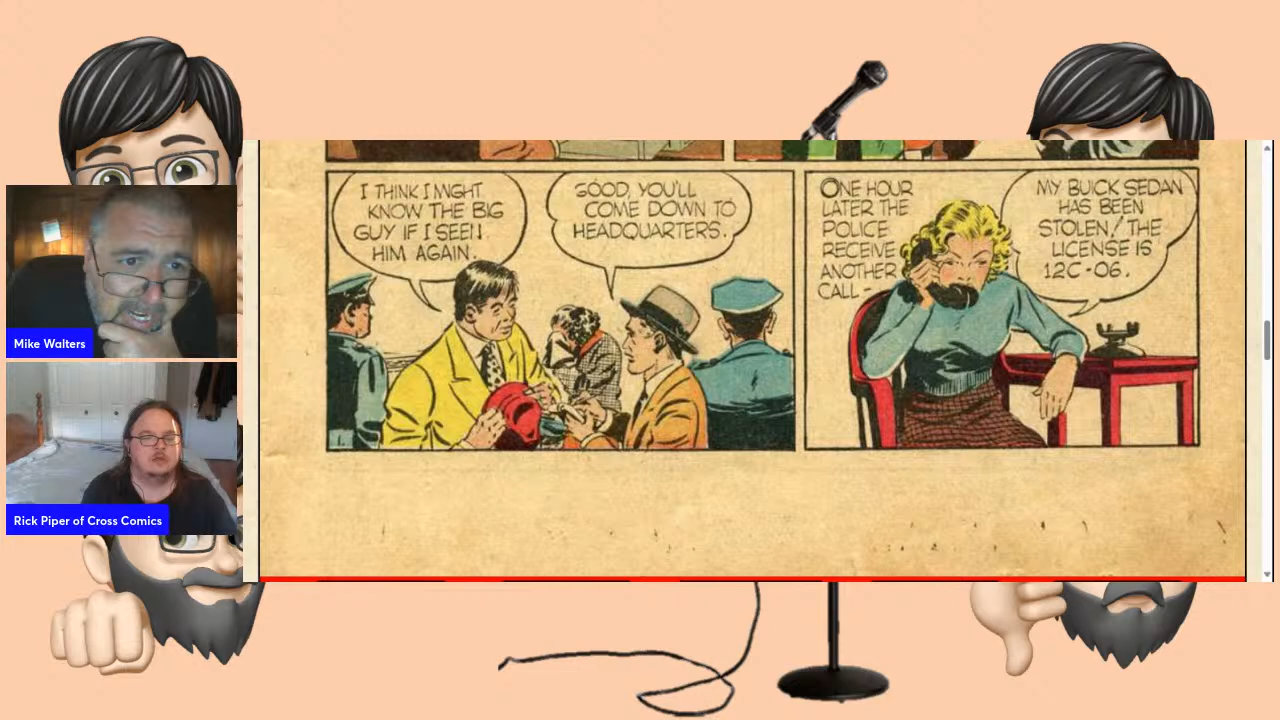 I THINK I MIGHT
KNOW THE BIG
GUY IF I SEEN
HIM AGAIN.
GOOD, YOU'LL
COME DOWN TO
HEADQUARTERS.
ONE HOUR
LATER THE
POLICE
RECEIVE
ANOTHER
CALL -
MY BUICK SEDAN
HAS BEEN
STOLEN! THE
LICENSE IS
12C-06.
Mike Walters
Rick Piper of Cross Comics